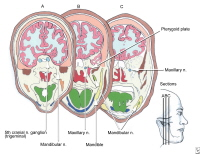 A
B
C
Pterygoid plate
Maxillary n.
Sections
A B C
5th cranial n. ganglion
(trigeminal)
Maxillary n.
Mandibular n.
Mandibular n.
Mandible